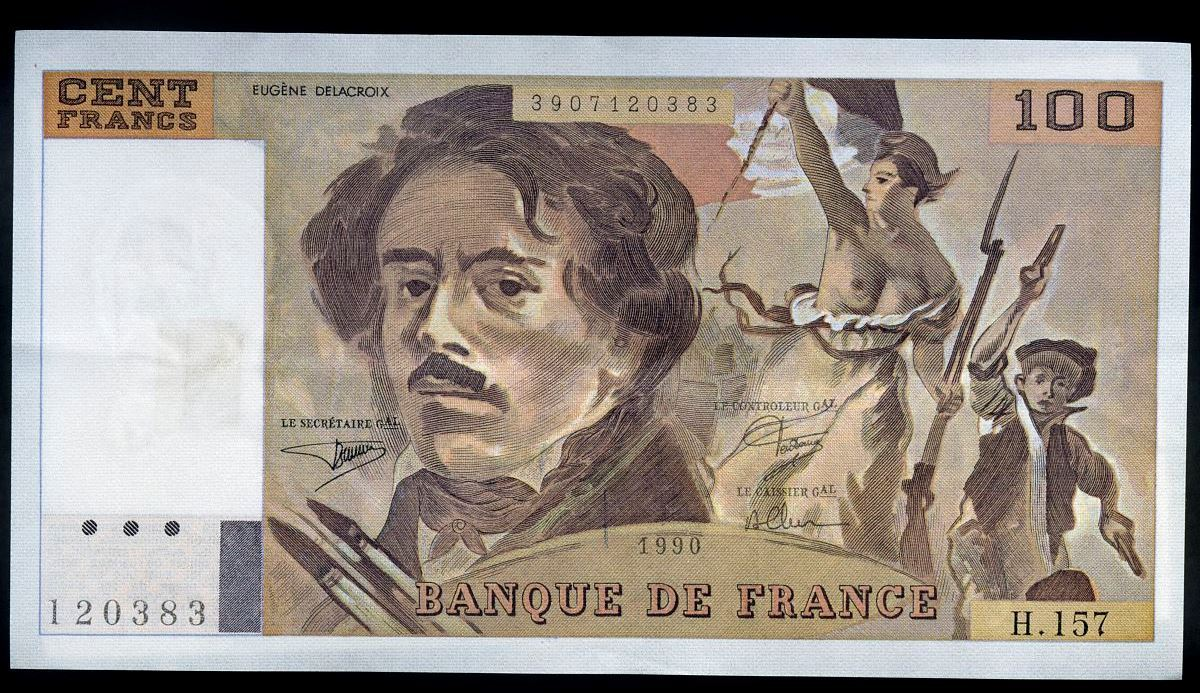 CENT
FRANCS
EUGÈNE DELACROIX
3907120383
100
LE SECRÉTAIRE GAL
LE CONTROLEUR GAL
LE CAISSIER GAL
1990
BANQUE DE FRANCE
120383
H.157